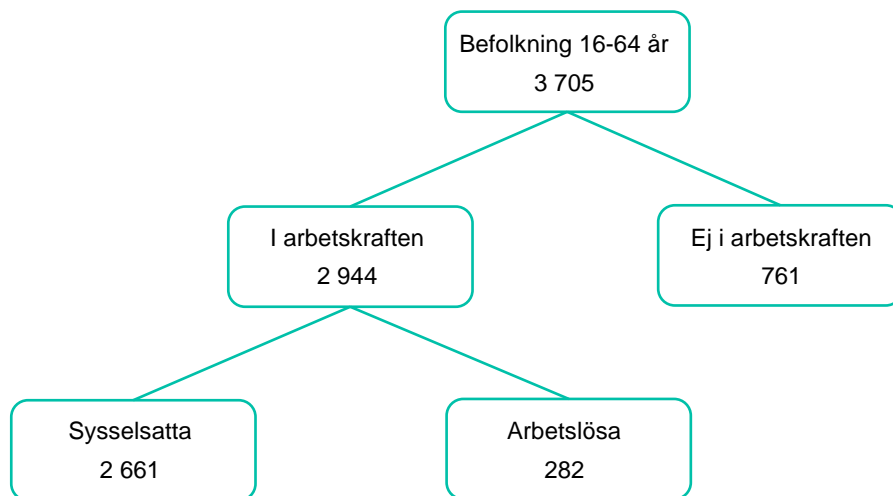 Befolkning 16-64 år
3 705
I arbetskraften
2 944
Ej i arbetskraften
761
Sysselsatta
2 661
Arbetslösa
282